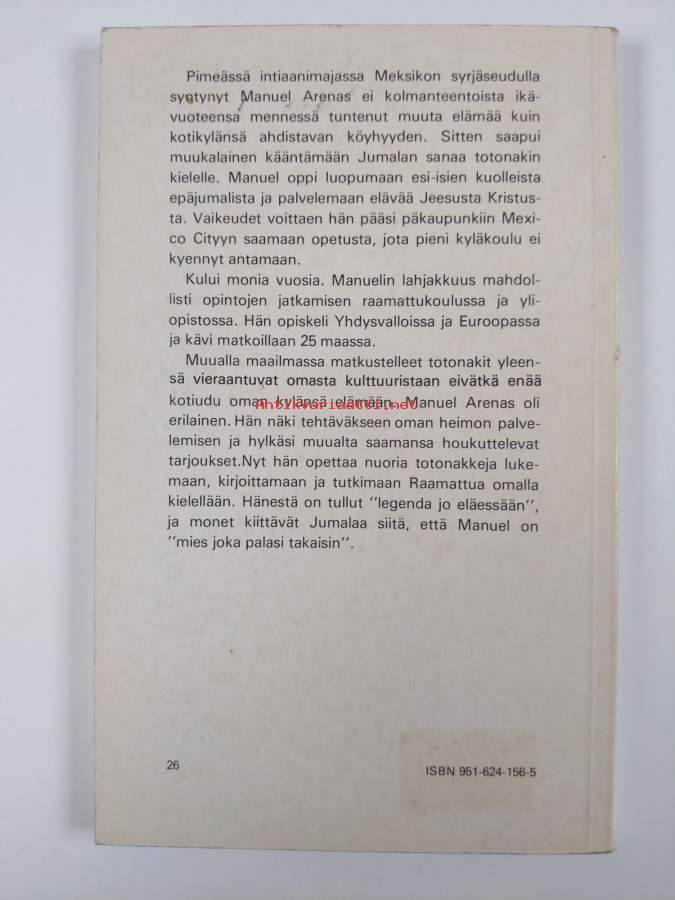 Pimeässä intiaanimajassa Meksikon syrjäseudulla
syntynyt Manuel Arenas ei kolmanteentoista ikä-
vuoteensa mennessä tuntenut muuta elämää kuin
kotikylänsä ahdistavan köyhyyden. Sitten saapui
muukalainen kääntämään Jumalan sanaa totonakin
kielelle. Manuel oppi luopumaan esi-isien kuolleista
epäjumalista ja palvelemaan elävää Jeesusta Kristus-
ta. Vaikeudet voittaen hän pääsi päkaupunkiin Mexi-
co Cityyn saamaan opetusta, jota pieni kyläkoulu ei
kyennyt antamaan.
Kului monia vuosia. Manuelin lahjakkuus mahdol-
listi opintojen jatkamisen raamattukoulussa ja yli-
opistossa. Hän opiskeli Yhdysvalloissa ja Euroopassa
ja kävi matkoillaan 25 maassa.
Muualla maailmassa matkustelleet totonakit yleen-
sä vieraantuvat omasta kulttuuristaan eivätkä enää
kotiudu oman kylänsä elämään. Manuel Arenas oli
Antikvariaatti.net
erilainen. Hän näki tehtäväkseen oman heimon palve-
lemisen ja hylkäsi muualta saamansa houkuttelevat
tarjoukset.Nyt hän opettaa nuoria totonakkeja luke-
maan, kirjoittamaan ja tutkimaan Raamattua omalla
kielellään. Hänestä on tullut ''legenda jo eläessään'',
ja monet kiittävät Jumalaa siitä, että Manuel on
''mies joka palasi takaisin''.
26
ISBN 951-624-156-5